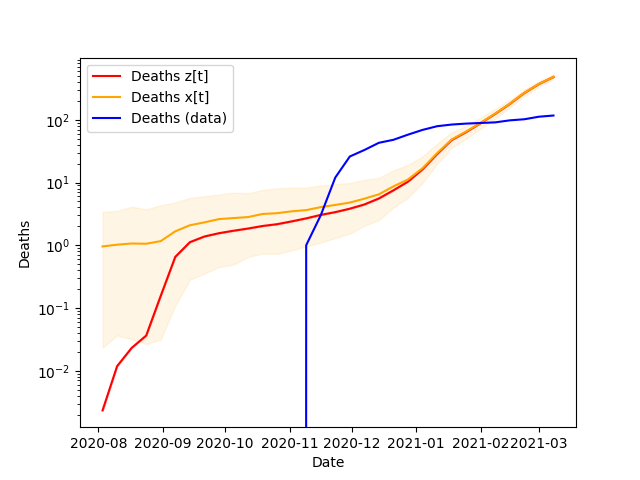 Deaths z[t]
Deaths x[t]
Deaths (data)
Deaths
10²
10¹
10⁰
10⁻¹
10⁻²
2020-08 2020-09 2020-10 2020-11 2020-12 2021-01 2021-02 2021-03
Date